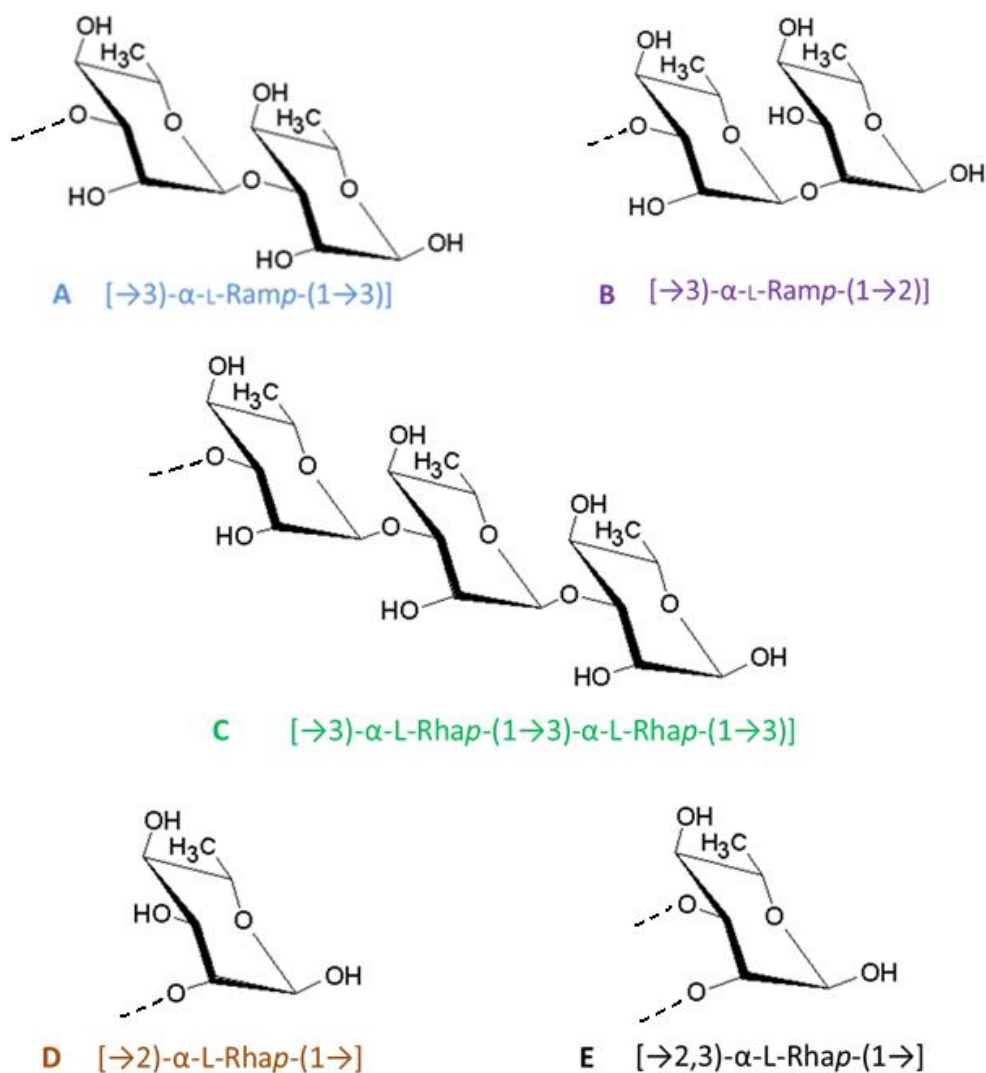 OH
H₃C
O
O
HO
O
OH
H₃C
O
HO
OH
A [→3)-α-L-Ramp-(1→3)]
OH
H₃C
O
O
HO
O
OH
H₃C
HO
O
OH
B [→3)-α-L-Ramp-(1→2)]
OH
H₃C
O
O
HO
O
OH
H₃C
O
HO
O
OH
H₃C
O
HO
OH
C [→3)-α-L-Rhap-(1→3)-α-L-Rhap-(1→3)]
OH
H₃C
HO
O
O
OH
D [→2)-α-L-Rhap-(1→]
OH
H₃C
O
O
O
OH
E [→2,3)-α-L-Rhap-(1→]